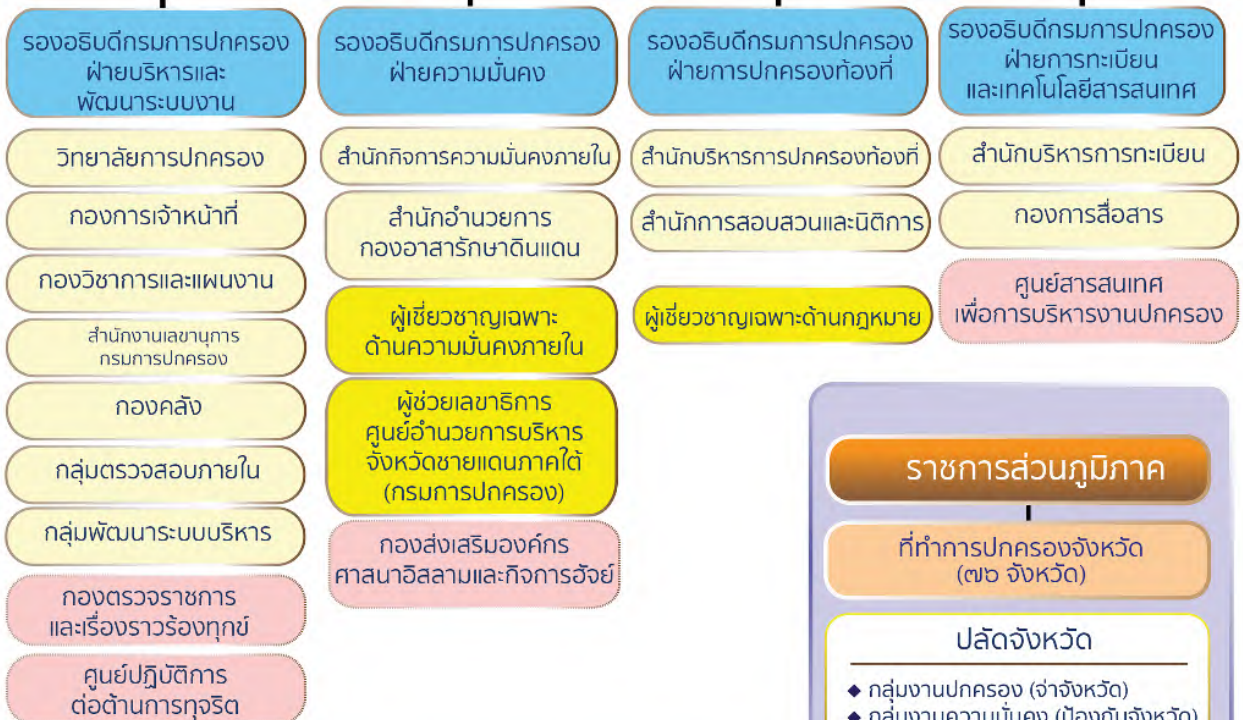 รองอธิบดีกรมการปกครอง
ฝ่ายบริหารและ
พัฒนาระบบงาน
วิทยาลัยการปกครอง
กองการเจ้าหน้าที่
กองวิชาการและแผนงาน
สำนักงานเลขานุการ
กรมการปกครอง
กองคลัง
กลุ่มตรวจสอบภายใน
กลุ่มพัฒนาระบบบริหาร
กองตรวจราชการ
และเรื่องราวร้องทุกข์
ศูนย์ปฏิบัติการ
ต่อต้านการทุจริต
รองอธิบดีกรมการปกครอง
ฝ่ายความมั่นคง
สำนักกิจการความมั่นคงภายใน
สำนักอำนวยการ
กองอาสารักษาดินแดน
ผู้เชี่ยวชาญเฉพาะ
ด้านความมั่นคงภายใน
ผู้ช่วยเลขาธิการ
ศูนย์อำนวยการบริหาร
จังหวัดชายแดนภาคใต้
(กรมการปกครอง)
กองส่งเสริมองค์กร
ศาสนาอิสลามและกิจการฮัจย์
รองอธิบดีกรมการปกครอง
ฝ่ายการปกครองท้องที่
สำนักบริหารการปกครองท้องที่
สำนักการสอบสวนและนิติการ
ผู้เชี่ยวชาญเฉพาะด้านกฎหมาย
รองอธิบดีกรมการปกครอง
ฝ่ายการทะเบียน
และเทคโนโลยีสารสนเทศ
สำนักบริหารการทะเบียน
กองการสื่อสาร
ศูนย์สารสนเทศ
เพื่อการบริหารงานปกครอง
ราชการส่วนภูมิภาค
ที่ทำการปกครองจังหวัด
(๗๖ จังหวัด)
ปลัดจังหวัด
◆ กลุ่มงานปกครอง (จ่าจังหวัด)
◆ กลุ่มงานความมั่นคง (ป้องกันจังหวัด)